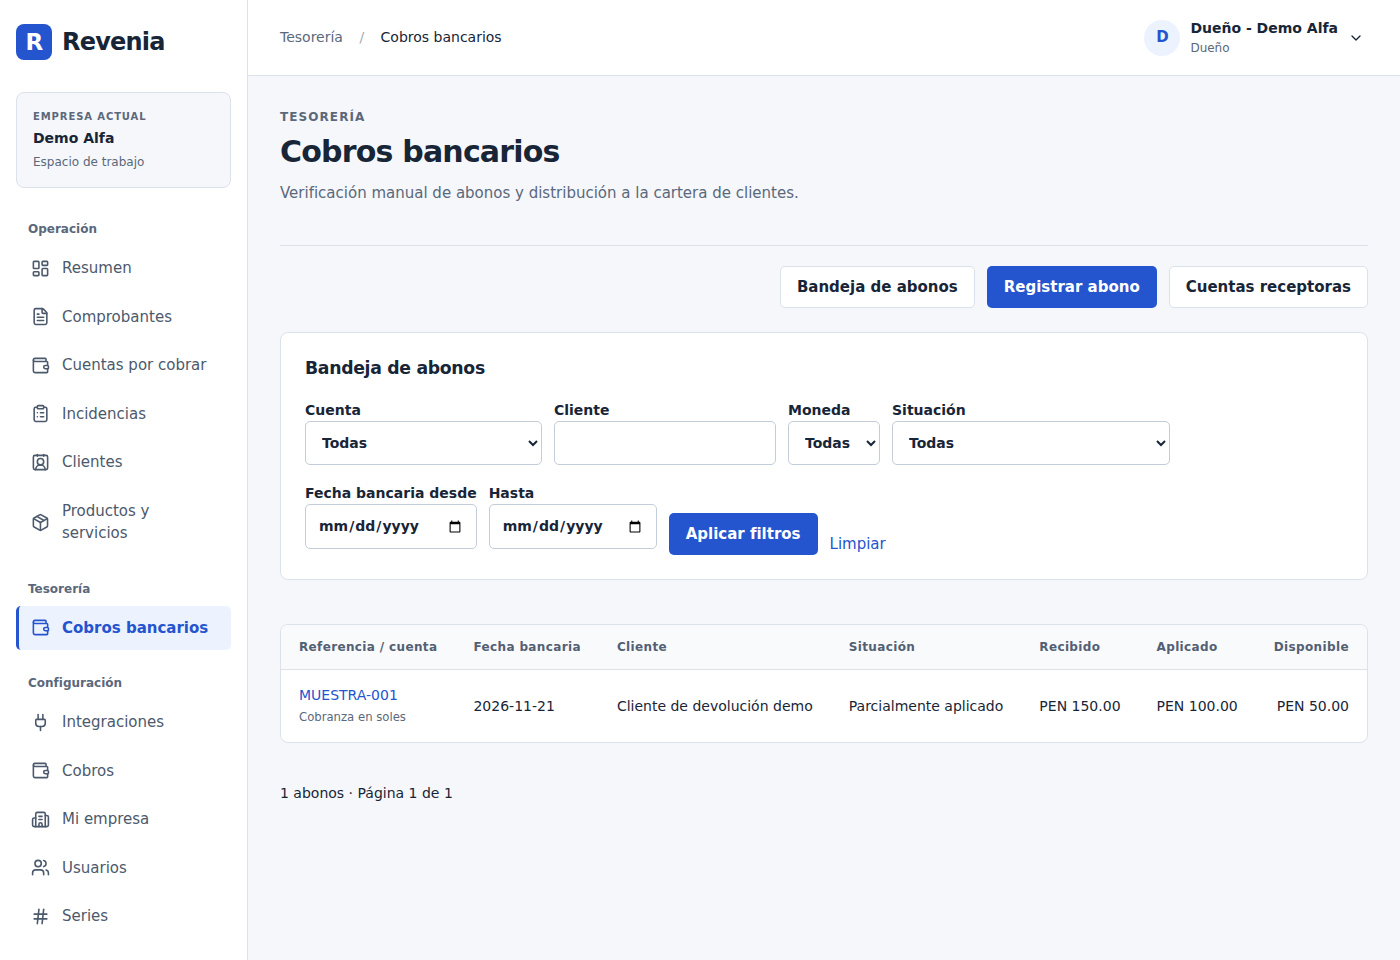 R Revenia
EMPRESA ACTUAL
Demo Alfa
Espacio de trabajo
Operación
Resumen
Comprobantes
Cuentas por cobrar
Incidencias
Clientes
Productos y
servicios
Tesorería
Cobros bancarios
Configuración
Integraciones
Cobros
Mi empresa
Usuarios
Series
Tesorería / Cobros bancarios
D
Dueño - Demo Alfa
Dueño
TESORERÍA
Cobros bancarios
Verificación manual de abonos y distribución a la cartera de clientes.
Bandeja de abonos Registrar abono Cuentas receptoras
Bandeja de abonos
Cuenta Cliente Moneda Situación
Todas Todas Todas
Fecha bancaria desde Hasta
mm/dd/yyyy mm/dd/yyyy Aplicar filtros Limpiar
Referencia / cuenta Fecha bancaria Cliente Situación Recibido Aplicado Disponible
MUESTRA-001 2026-11-21 Cliente de devolución demo Parcialmente aplicado PEN 150.00 PEN 100.00 PEN 50.00
Cobranza en soles
1 abonos · Página 1 de 1